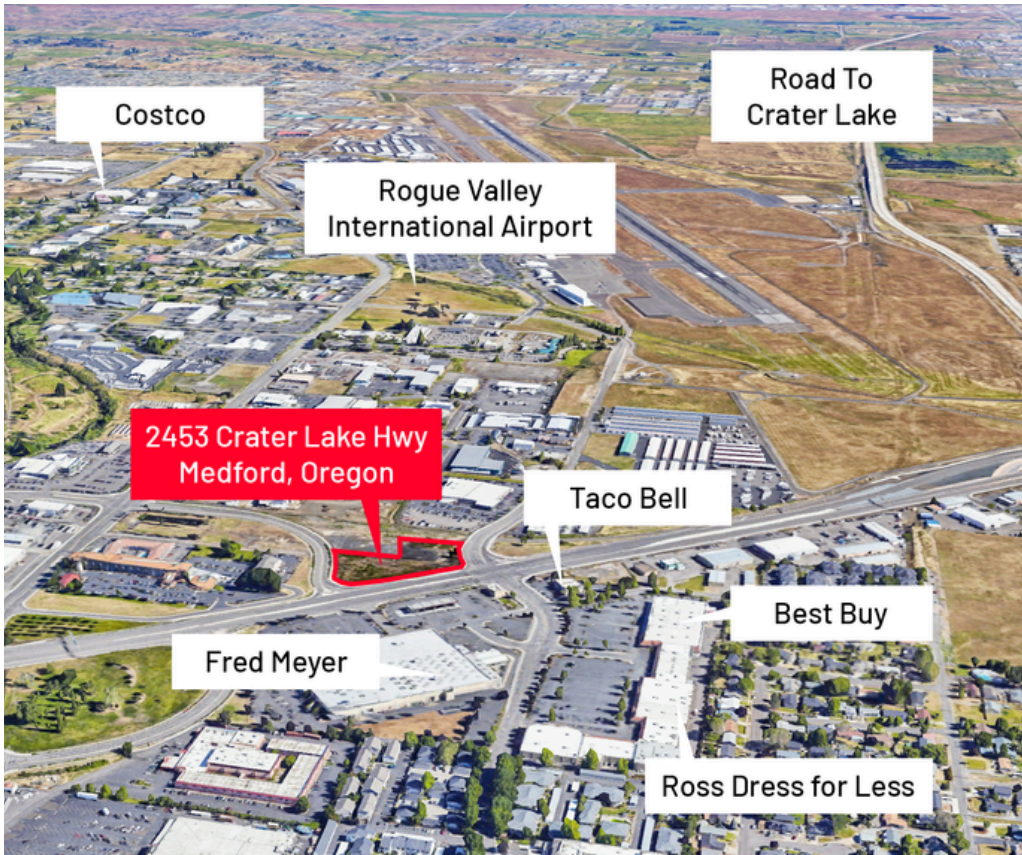 Road To
Crater Lake
Costco
Rogue Valley
International Airport
2453 Crater Lake Hwy
Medford, Oregon
Taco Bell
Best Buy
Fred Meyer
Ross Dress for Less